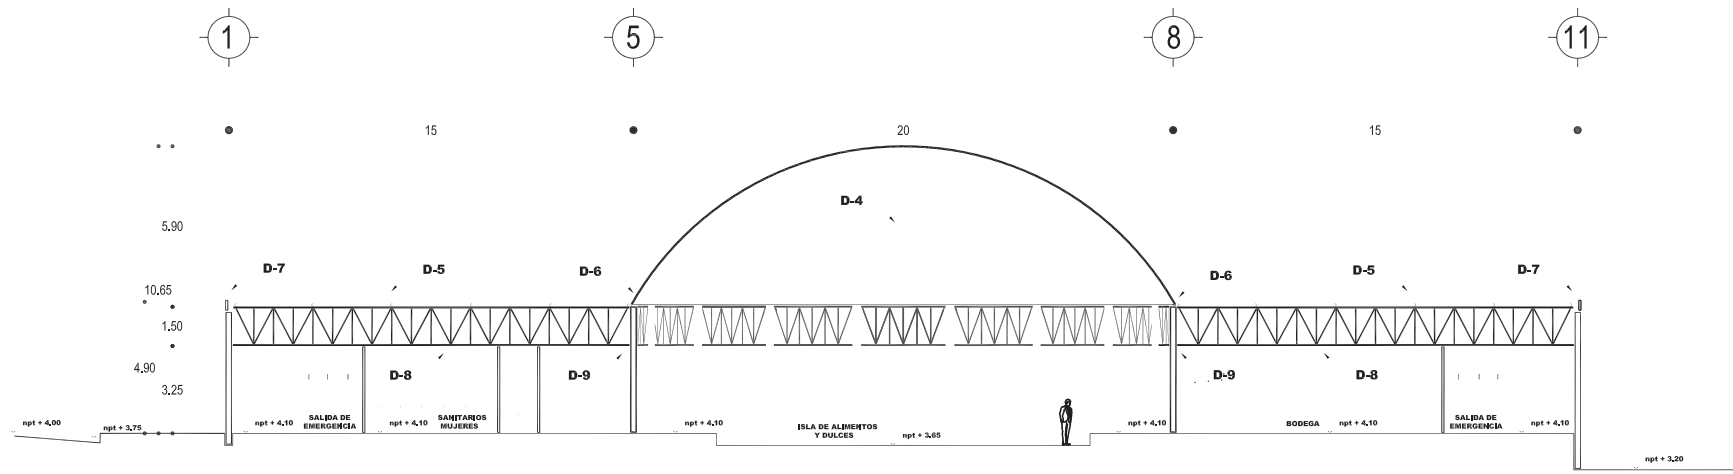 1
5
8
11
15
20
15
D-4
5.90
D-7
D-5
D-6
D-6
D-5
D-7
10.65
1.50
4.90
3.25
D-8
D-9
D-9
D-8
npt + 4.00
npt + 3.75
npt + 4.10
SALIDA DE
EMERGENCIA
npt + 4.10
SANITARIOS
MUJERES
npt + 4.10
ISLA DE ALIMENTOS
Y DULCES
npt + 3.65
npt + 4.10
BODEGA
npt + 4.10
SALIDA DE
EMERGENCIA
npt + 4.10
npt + 3.20